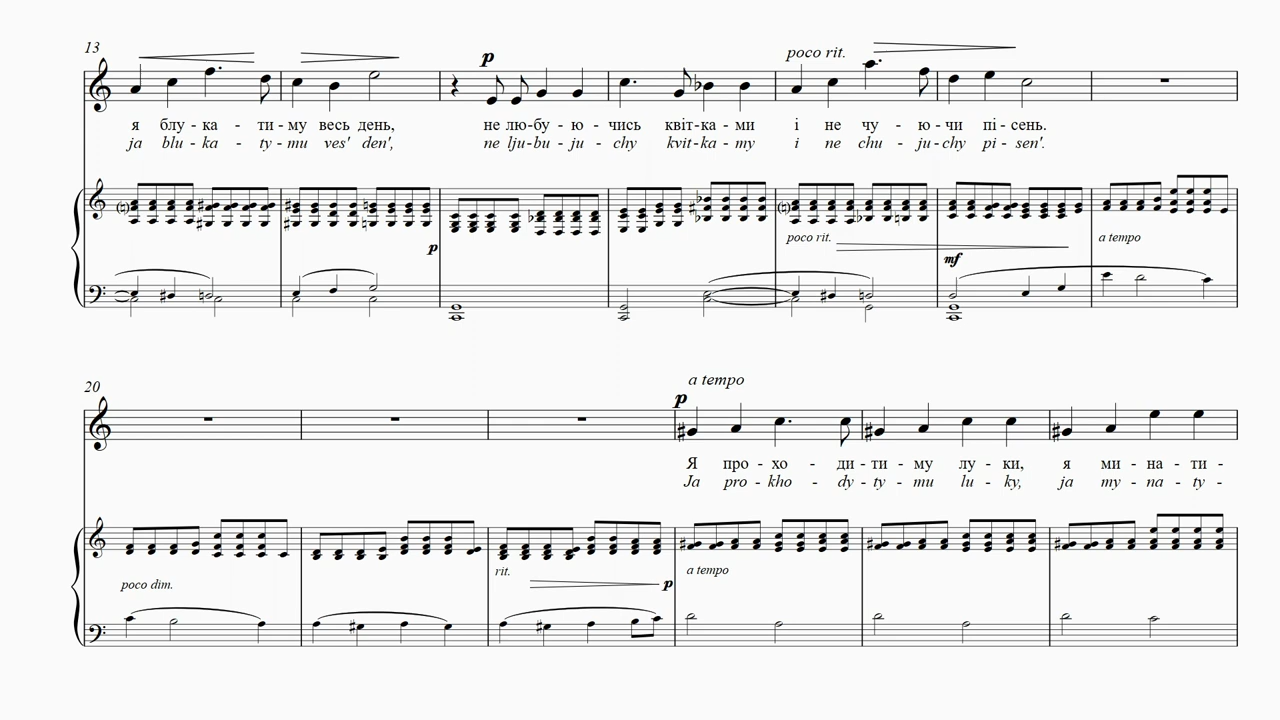 13
p
poco rit.
я блу - ка - ти - му весь день, не лю-бу - ю - чись квіт-ка - ми і не чу - ю - чи пі - сень.
ja blu - ka - ty - mu ves' den', ne lju-bu - ju - chy kvit-ka - my i ne chu - ju - chy pi - sen'.
p
poco rit.
mf
a tempo
20
a tempo
p
Я про - хо - ди - ти - му лу - ки, я ми - на - ти -
Ja pro - kho - dy - ty - mu lu - ky, ja my - na - ty -
poco dim.
rit.
p
a tempo